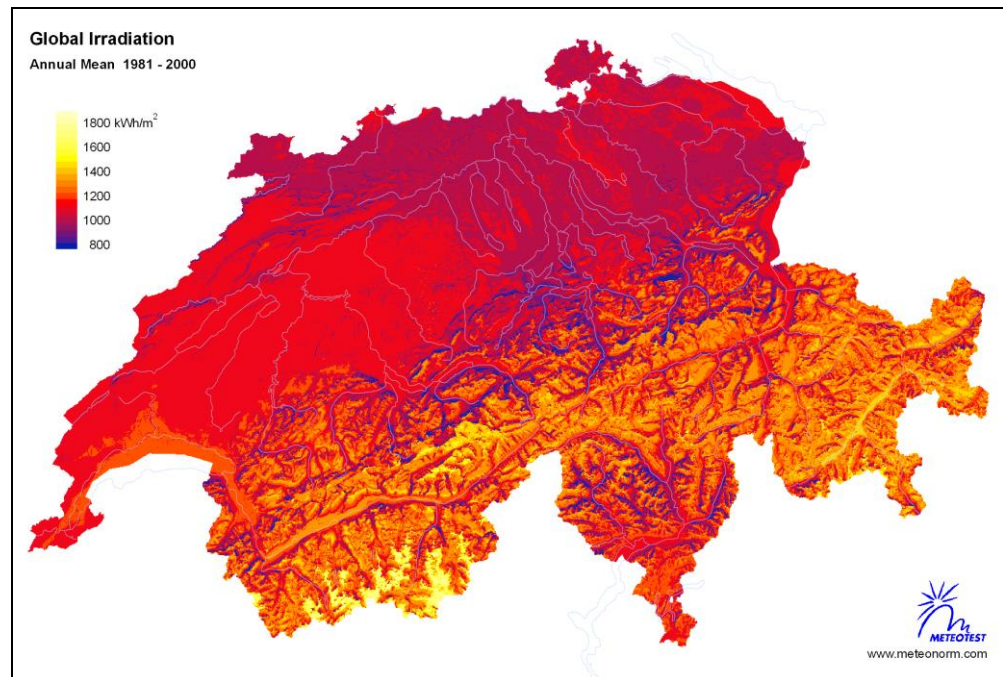 Global Irradiation
Annual Mean 1981 - 2000
1800 kWh/m²
1600
1400
1200
1000
800
METEOTEST
www.meteonorm.com